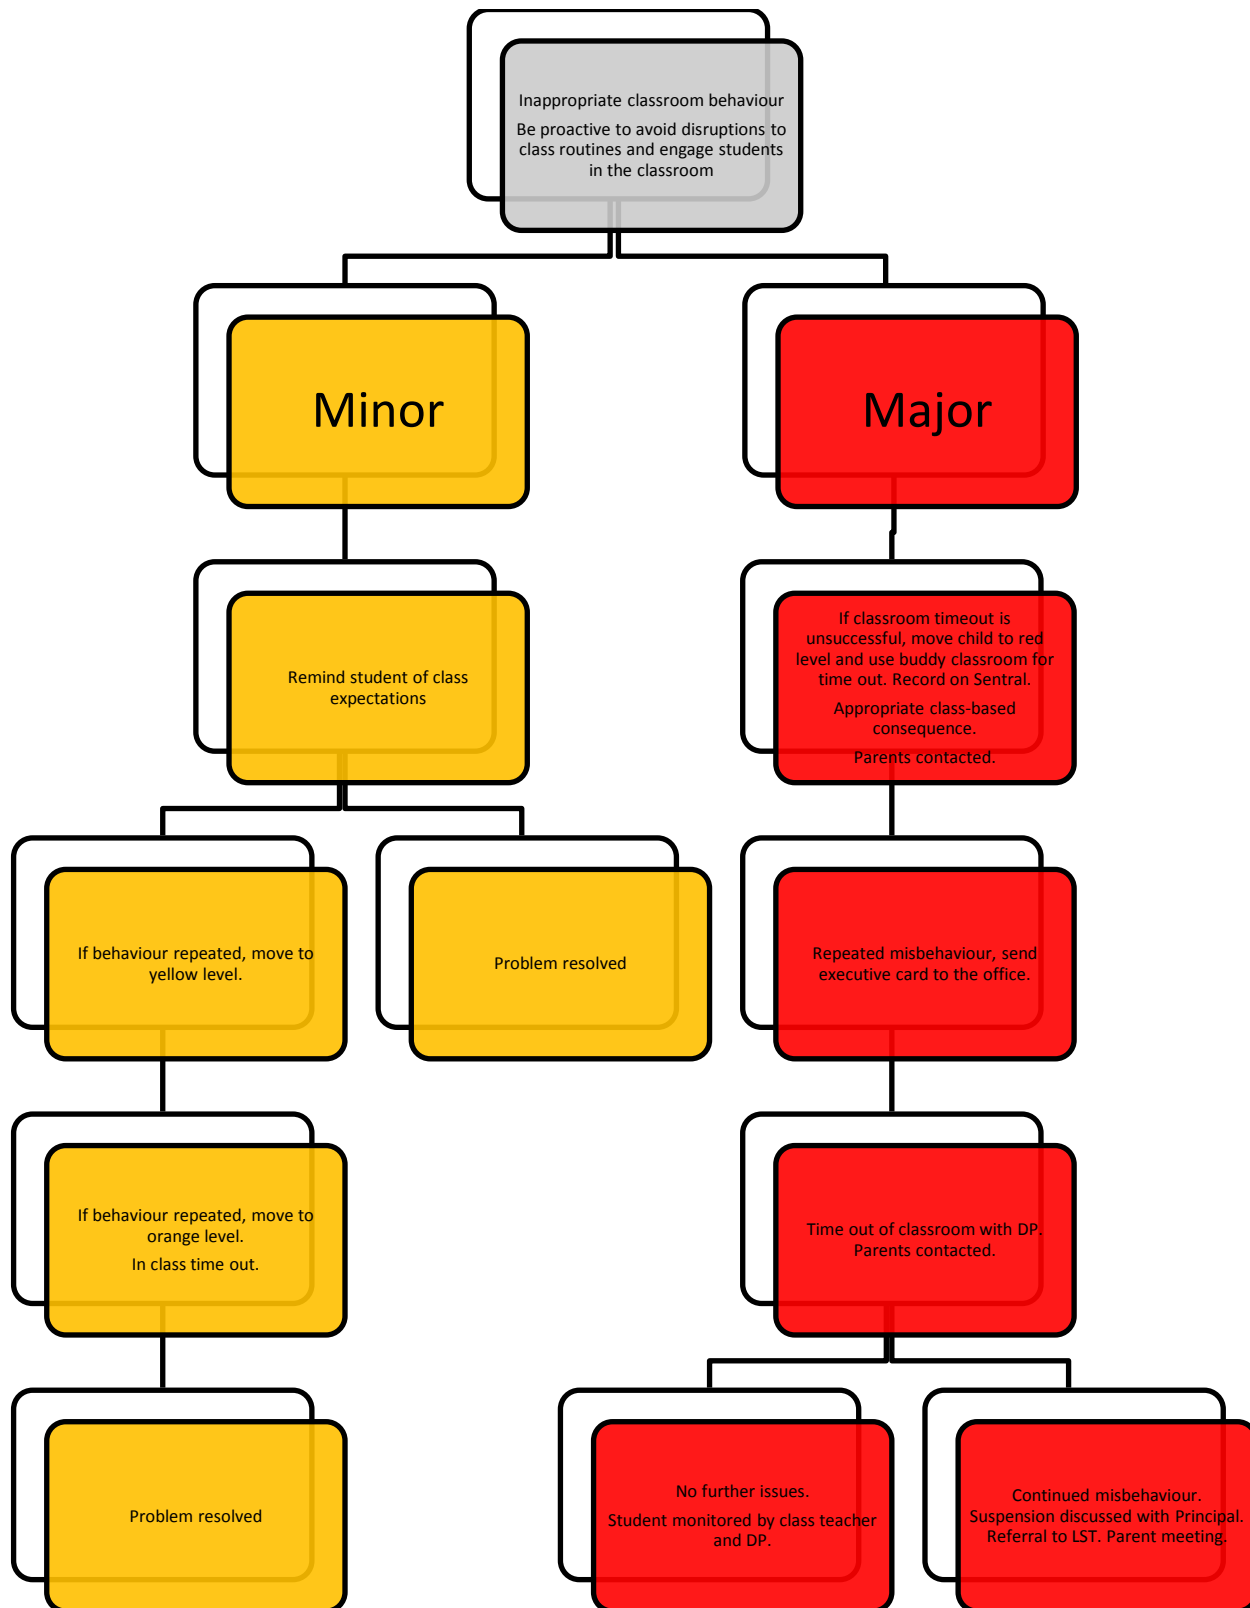 Inappropriate classroom behaviour
Be proactive to avoid disruptions to
class routines and engage students
in the classroom
Minor
Major
Remind student of class
expectations
If classroom timeout is
unsuccessful, move child to red
level and use buddy classroom for
time out. Record on Sentral.
Appropriate class-based
consequence.
Parents contacted.
If behaviour repeated, move to
yellow level.
Problem resolved
Repeated misbehaviour, send
executive card to the office.
If behaviour repeated, move to
orange level.
In class time out.
Time out of classroom with DP.
Parents contacted.
Problem resolved
No further issues.
Student monitored by class teacher
and DP.
Continued misbehaviour.
Suspension discussed with Principal.
Referral to LST. Parent meeting.